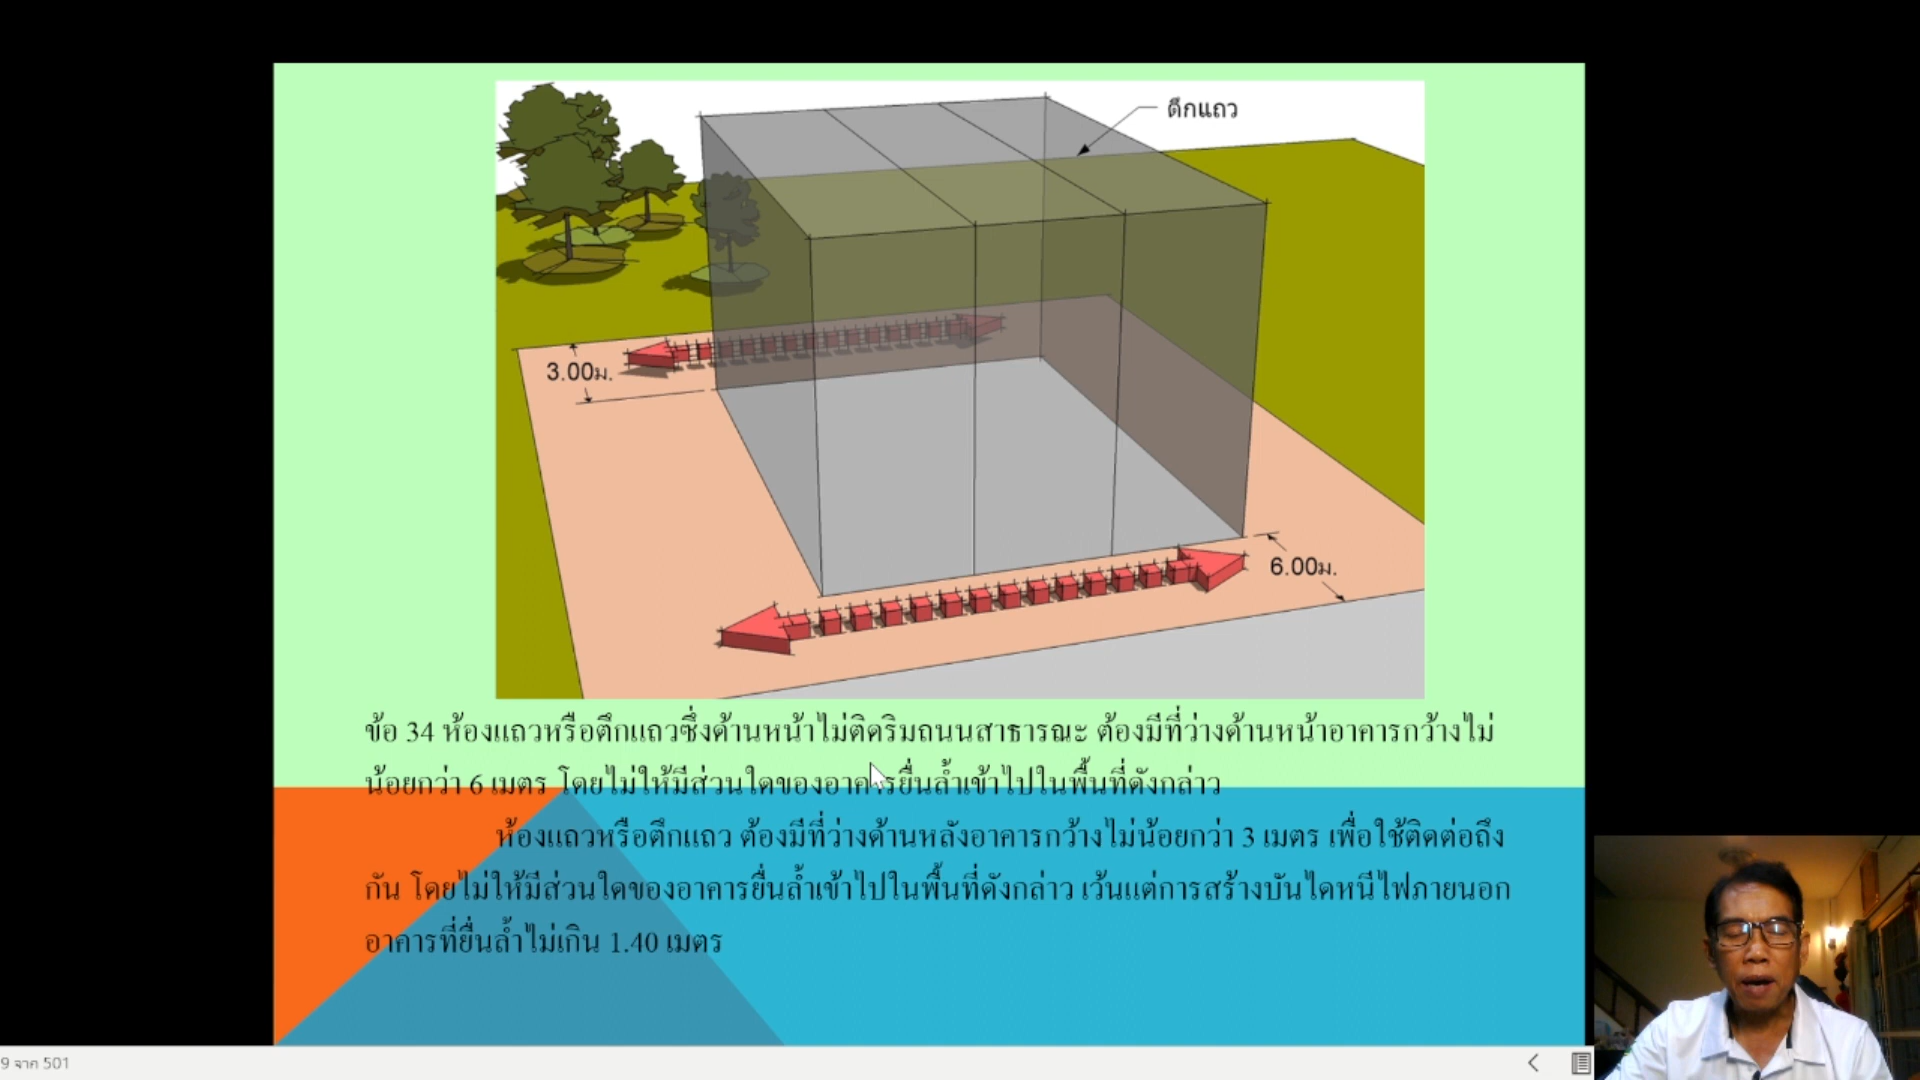 ตึกแถว
3.00ม.
6.00ม.
ข้อ 34 ห้องแถวหรือตึกแถวซึ่งด้านหน้าไม่ติดริมถนนสาธารณะ ต้องมีที่ว่างด้านหน้าอาคารกว้างไม่
น้อยกว่า 6 เมตร โดยไม่ให้มีส่วนใดของอาคารยื่นล้ำเข้าไปในพื้นที่ดังกล่าว
ห้องแถวหรือตึกแถว ต้องมีที่ว่างด้านหลังอาคารกว้างไม่น้อยกว่า 3 เมตร เพื่อใช้ติดต่อถึง
กัน โดยไม่ให้มีส่วนใดของอาคารยื่นล้ำเข้าไปในพื้นที่ดังกล่าว เว้นแต่การสร้างบันไดหนีไฟภายนอก
อาคารที่ยื่นล้ำไม่เกิน 1.40 เมตร
9 จาก 501